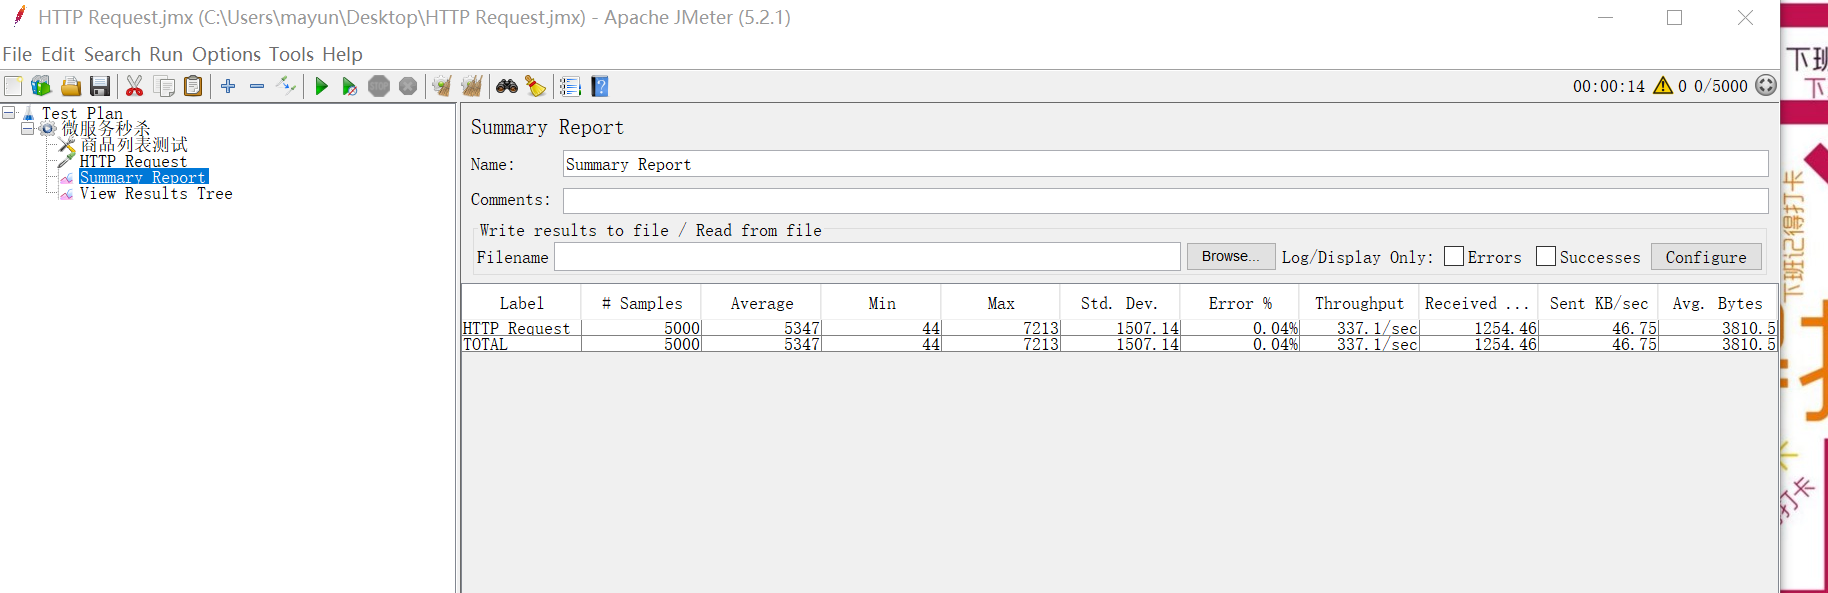 HTTP Request.jmx (C:\Users\mayun\Desktop\HTTP Request.jmx) - Apache JMeter (5.2.1)
File Edit Search Run Options Tools Help
STOP
00:00:14 0 0/5000
Test Plan
微服务秒杀
商品列表测试
HTTP Request
Summary Report
View Results Tree
Summary Report
Name: Summary Report
Comments:
Write results to file / Read from file
Filename Browse... Log/Display Only: Errors Successes Configure
Label # Samples Average Min Max Std. Dev. Error % Throughput Received ... Sent KB/sec Avg. Bytes
HTTP Request 5000 5347 44 7213 1507.14 0.04% 337.1/sec 1254.46 46.75 3810.5
TOTAL 5000 5347 44 7213 1507.14 0.04% 337.1/sec 1254.46 46.75 3810.5
下班
下
下班记得打卡
打卡